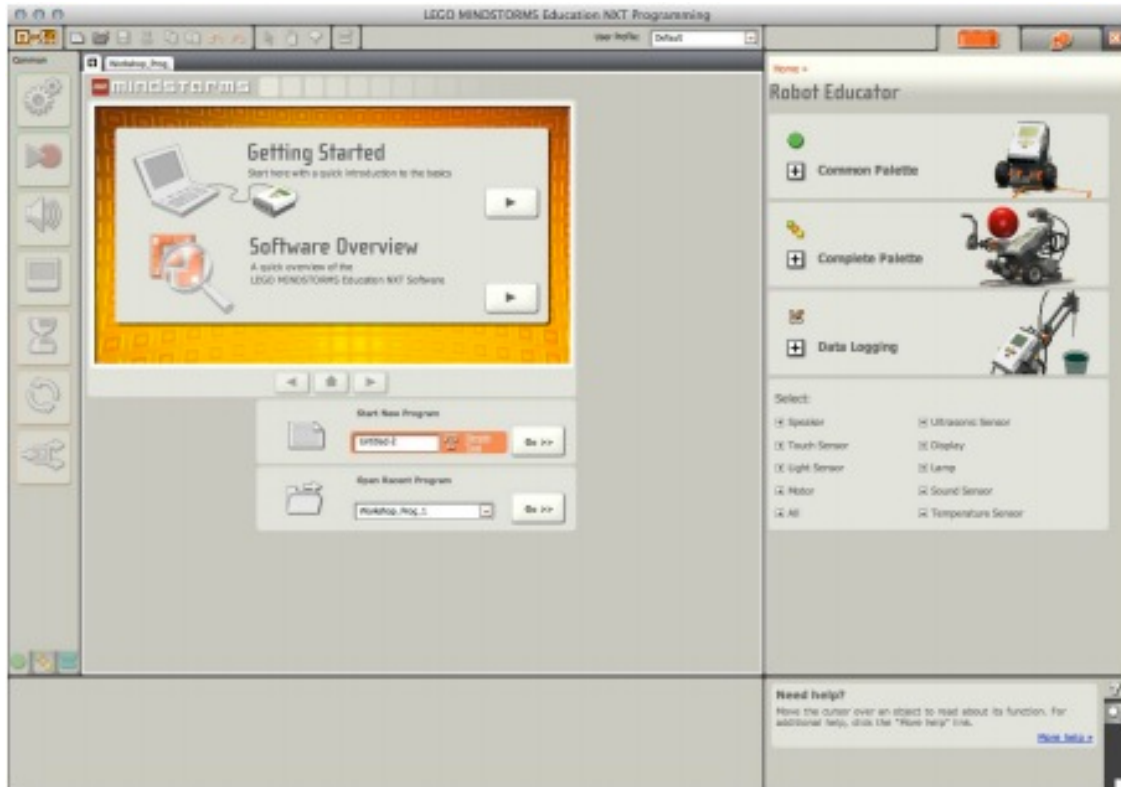 LEGO MINDSTORMS Education NXT Programming
User Profile: Default
Common
Workshop_Prog_
mindstorms
Getting Started
Start here with a quick introduction to the basics
Software Overview
A quick overview of the
LEGO MINDSTORMS Education NXT Software
Start New Program
Untitled-2
Go >>
Open Recent Program
Workshop_Prog_1
Go >>
Home »
Robot Educator
Common Palette
Complete Palette
Data Logging
Select:
Speaker
Ultrasonic Sensor
Touch Sensor
Display
Light Sensor
Lamp
Motor
Sound Sensor
All
Temperature Sensor
Need help?
Move the cursor over an object to read about its function. For
additional help, click the "More help" link.
More help »